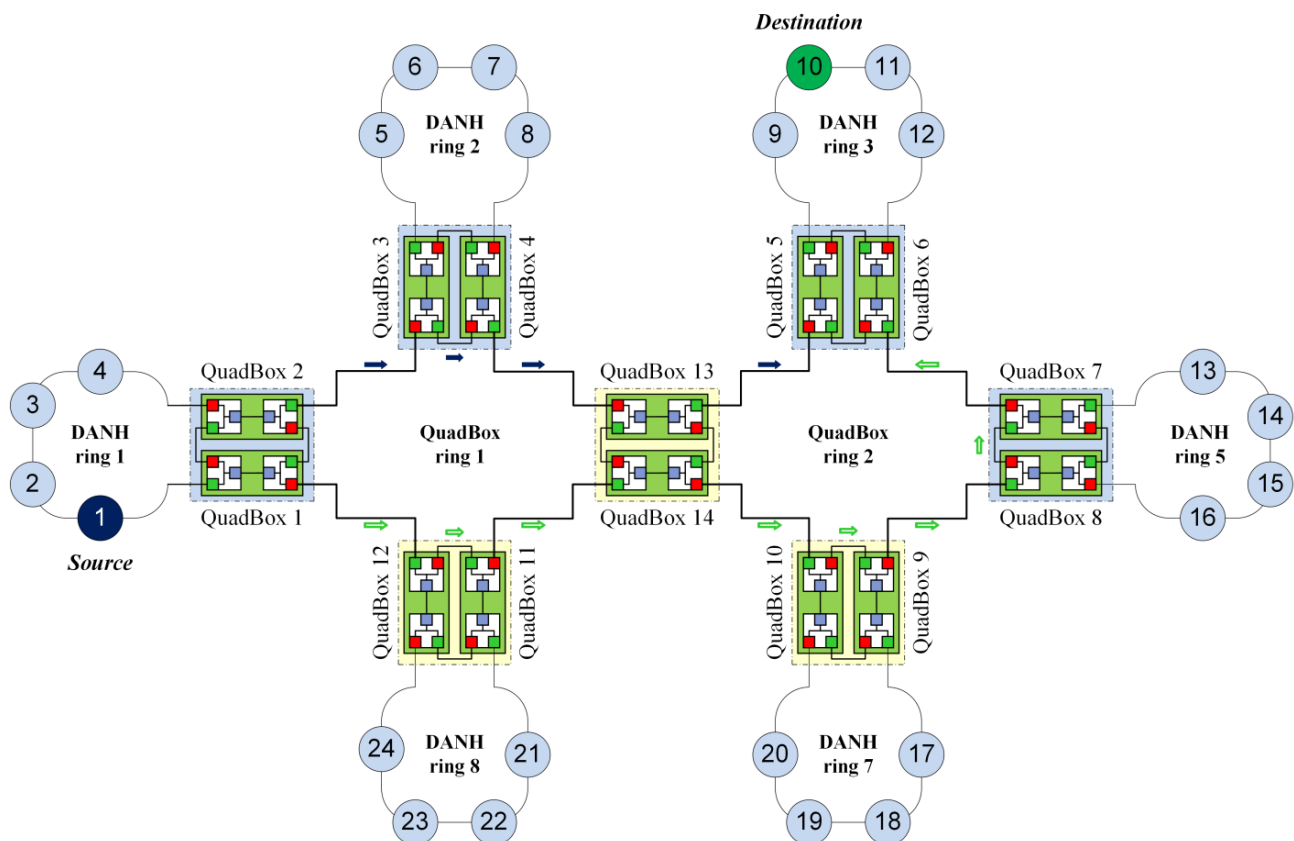 Destination
6
7
10
11
5
DANH
ring 2
8
9
DANH
ring 3
12
QuadBox 3
QuadBox 4
QuadBox 5
QuadBox 6
4
QuadBox 2
QuadBox 13
QuadBox 7
13
3
DANH
ring 1
QuadBox
ring 1
QuadBox
ring 2
DANH
ring 5
14
2
15
1
QuadBox 1
QuadBox 14
QuadBox 8
16
Source
QuadBox 12
QuadBox 11
QuadBox 10
QuadBox 9
24
DANH
ring 8
21
20
DANH
ring 7
17
23
22
19
18